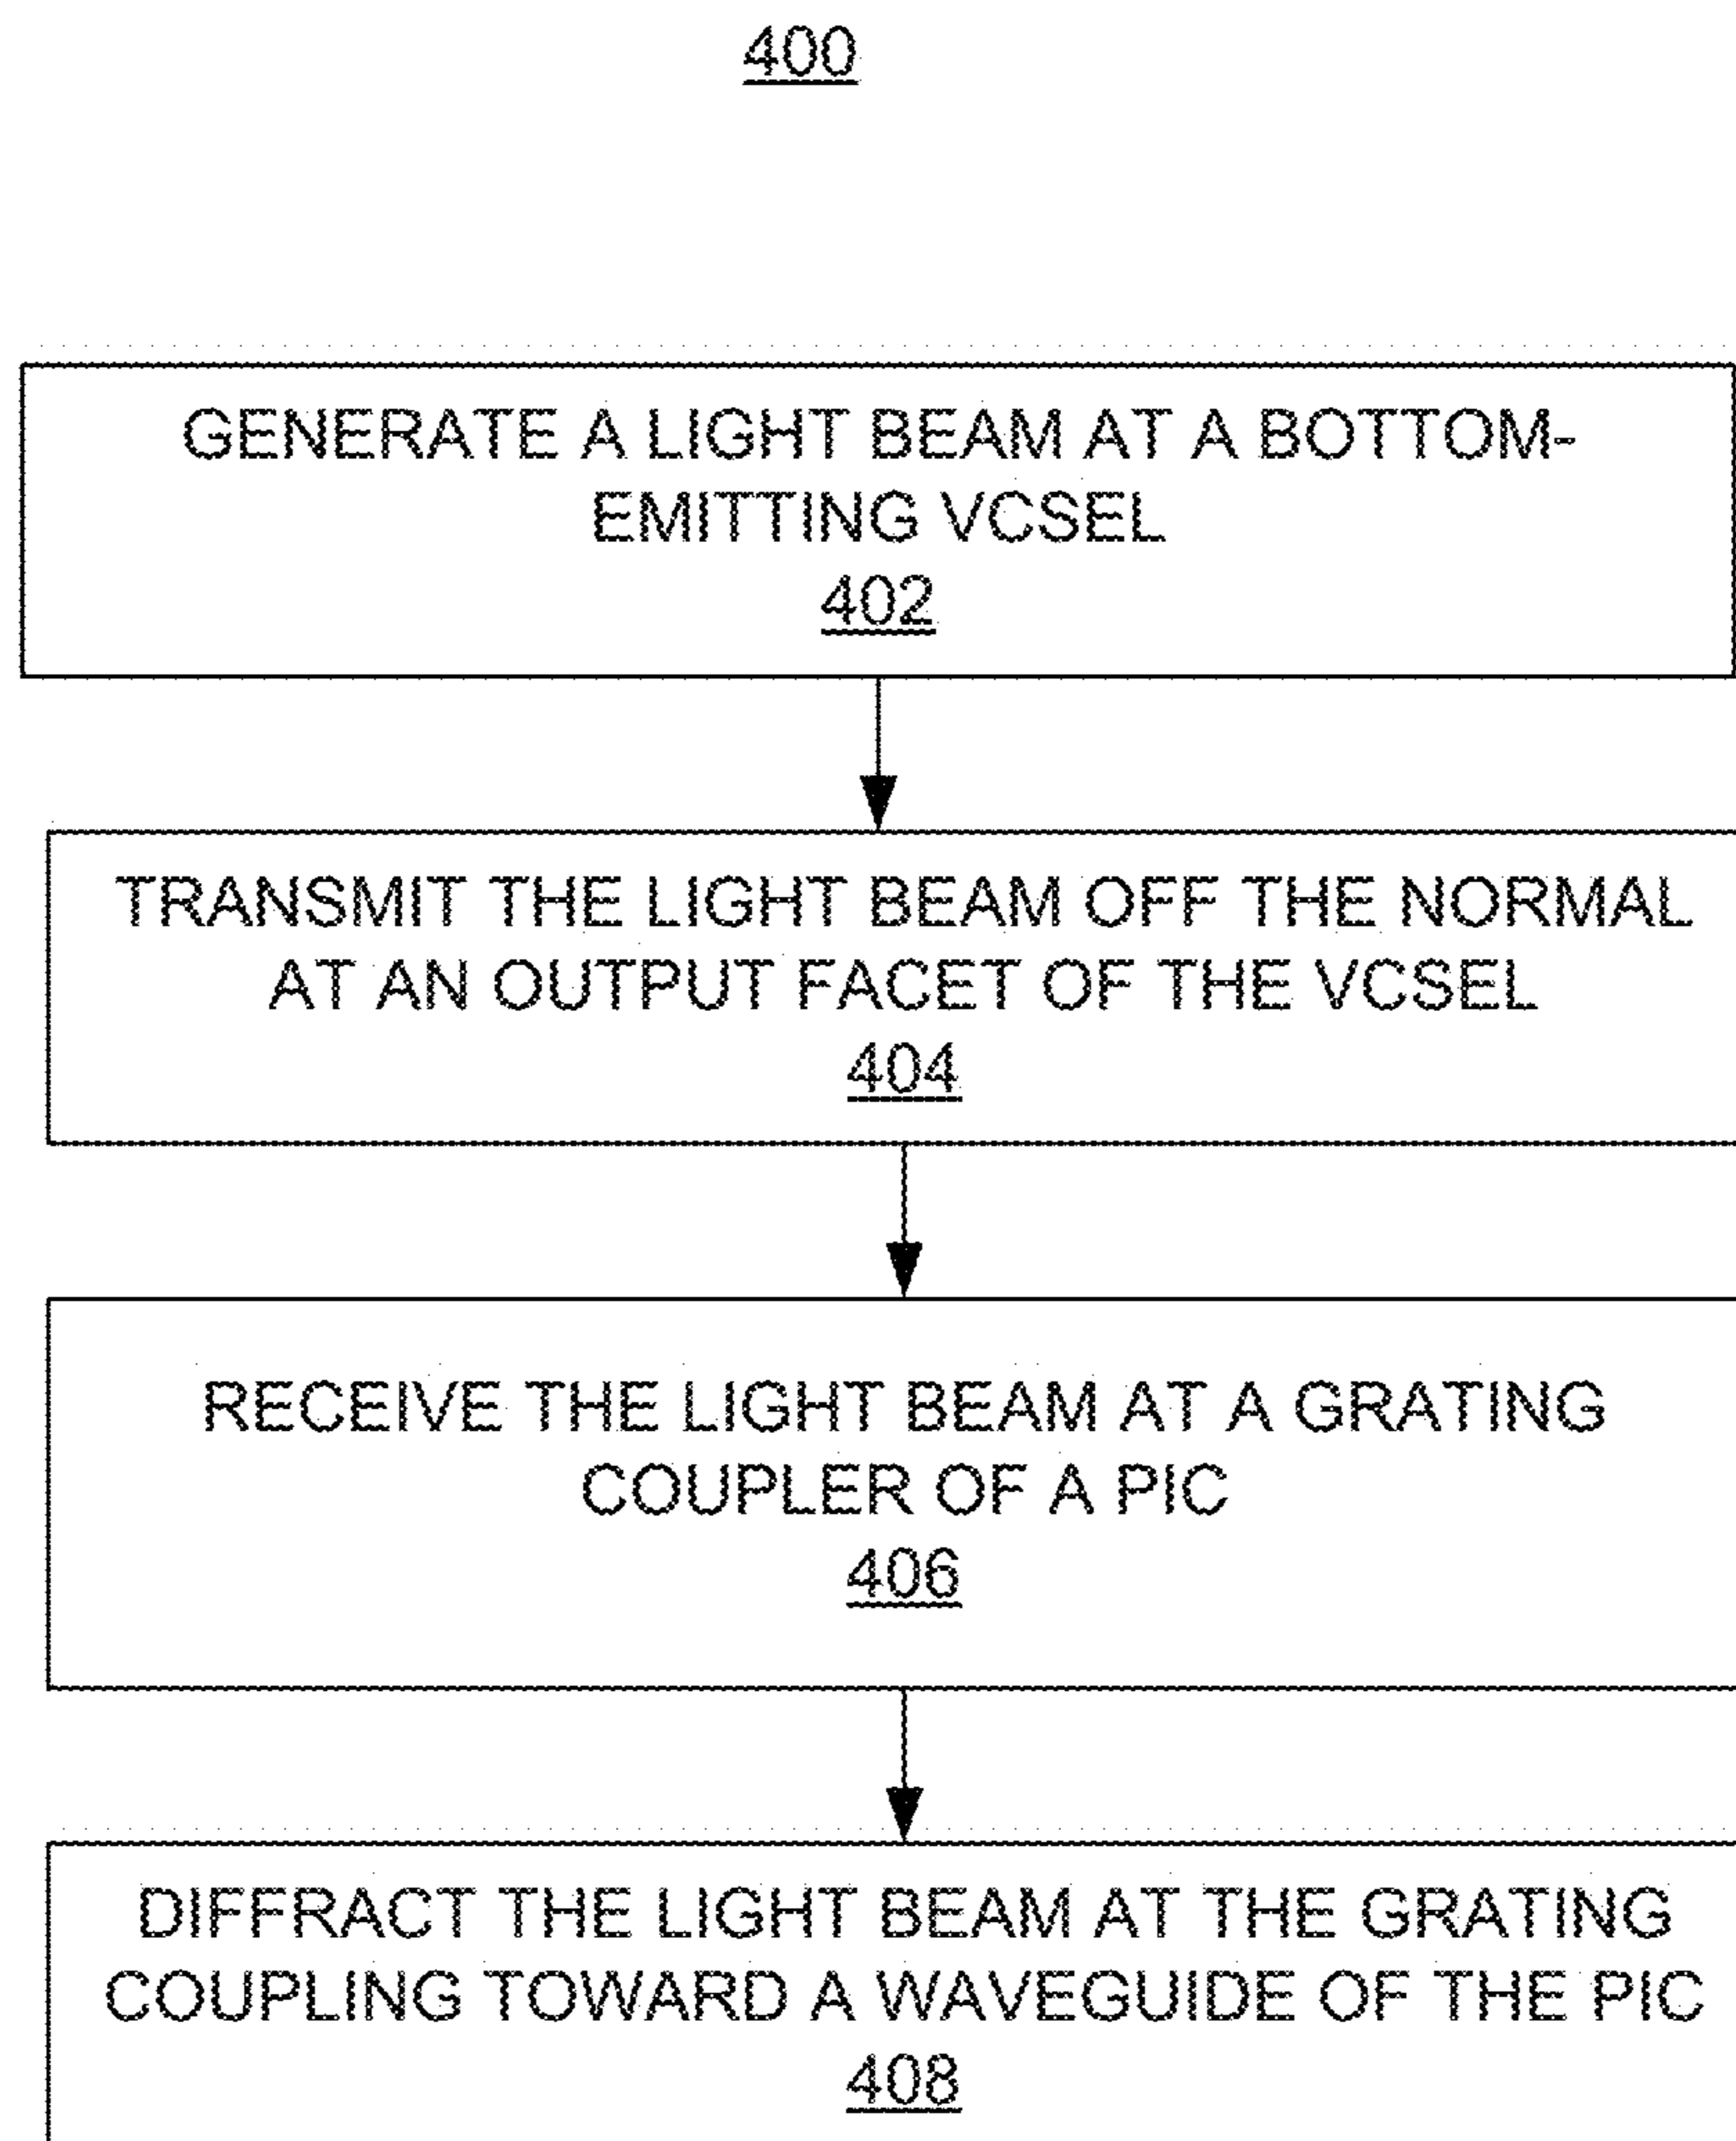 400
GENERATE A LIGHT BEAM AT A BOTTOM-
EMITTING VCSEL
402
TRANSMIT THE LIGHT BEAM OFF THE NORMAL
AT AN OUTPUT FACET OF THE VCSEL
404
RECEIVE THE LIGHT BEAM AT A GRATING
COUPLER OF A PIC
406
DIFFRACT THE LIGHT BEAM AT THE GRATING
COUPLING TOWARD A WAVEGUIDE OF THE PIC
408